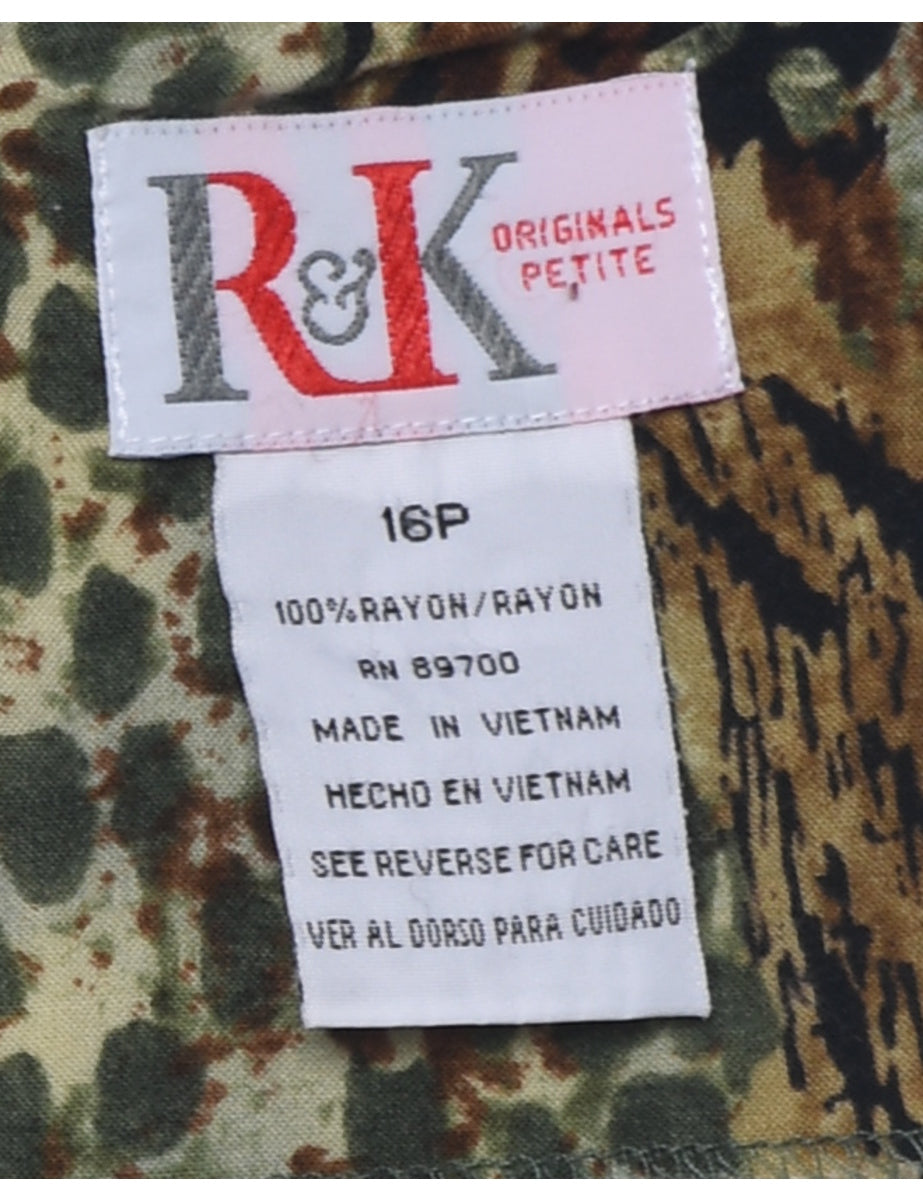 R&K
ORIGINALS
PETITE
16P
100%RAYON/RAYON
RN 89700
MADE IN VIETNAM
HECHO EN VIETNAM
SEE REVERSE FOR CARE
VER AL DORSO PARA CUIDADO